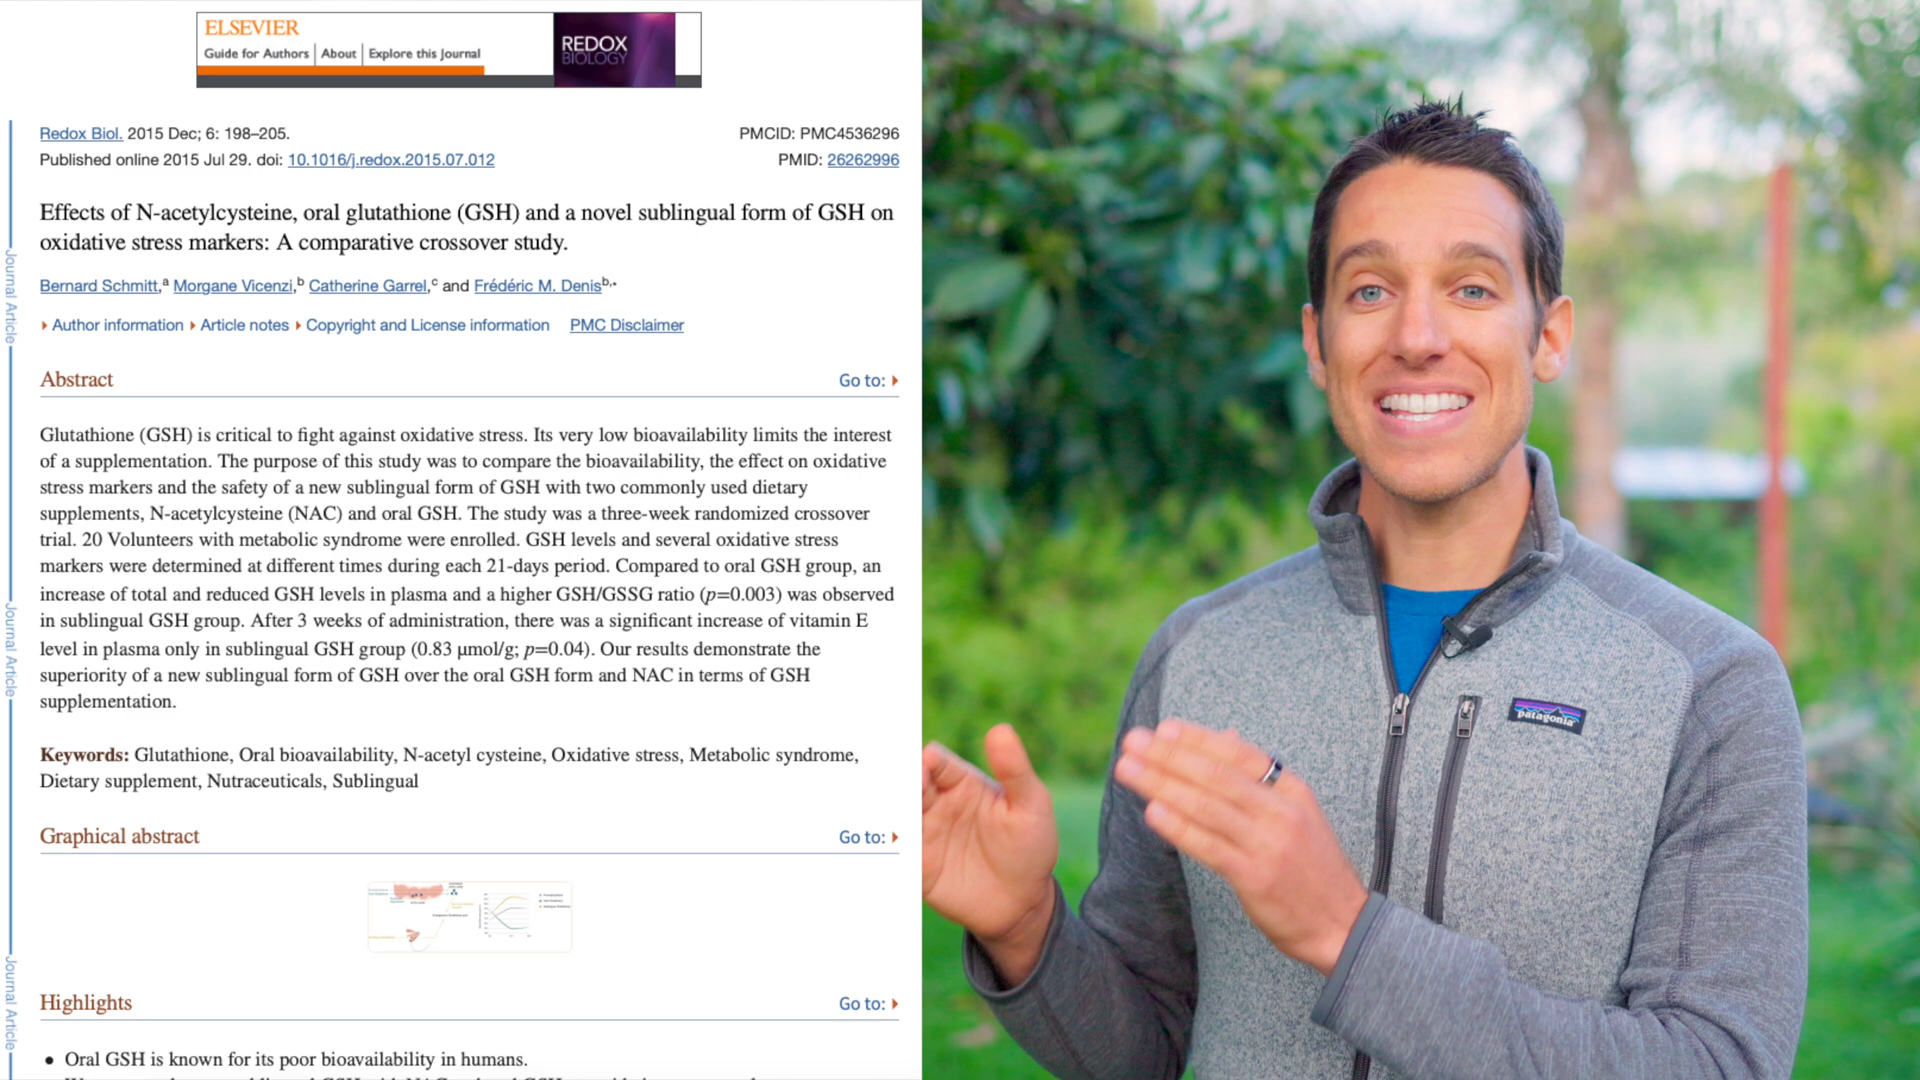 ELSEVIER
Guide for Authors | About | Explore this Journal
REDOX
BIOLOGY
Redox Biol. 2015 Dec; 6: 198–205.
PMCID: PMC4536296
Published online 2015 Jul 29. doi: 10.1016/j.redox.2015.07.012
PMID: 26262996
Effects of N-acetylcysteine, oral glutathione (GSH) and a novel sublingual form of GSH on
oxidative stress markers: A comparative crossover study.
Bernard Schmitt,a Morgane Vicenzi,b Catherine Garrel,c and Frédéric M. Denisb,*
Author information Article notes Copyright and License information PMC Disclaimer
Abstract
Go to:
Glutathione (GSH) is critical to fight against oxidative stress. Its very low bioavailability limits the interest
of a supplementation. The purpose of this study was to compare the bioavailability, the effect on oxidative
stress markers and the safety of a new sublingual form of GSH with two commonly used dietary
supplements, N-acetylcysteine (NAC) and oral GSH. The study was a three-week randomized crossover
trial. 20 Volunteers with metabolic syndrome were enrolled. GSH levels and several oxidative stress
markers were determined at different times during each 21-days period. Compared to oral GSH group, an
increase of total and reduced GSH levels in plasma and a higher GSH/GSSG ratio (p=0.003) was observed
in sublingual GSH group. After 3 weeks of administration, there was a significant increase of vitamin E
level in plasma only in sublingual GSH group (0.83 µmol/g; p=0.04). Our results demonstrate the
superiority of a new sublingual form of GSH over the oral GSH form and NAC in terms of GSH
supplementation.
Keywords: Glutathione, Oral bioavailability, N-acetyl cysteine, Oxidative stress, Metabolic syndrome,
Dietary supplement, Nutraceuticals, Sublingual
Graphical abstract
Go to:
Highlights
Go to:
• Oral GSH is known for its poor bioavailability in humans.
Journal Article
Journal Article
Journal Article
patagonia